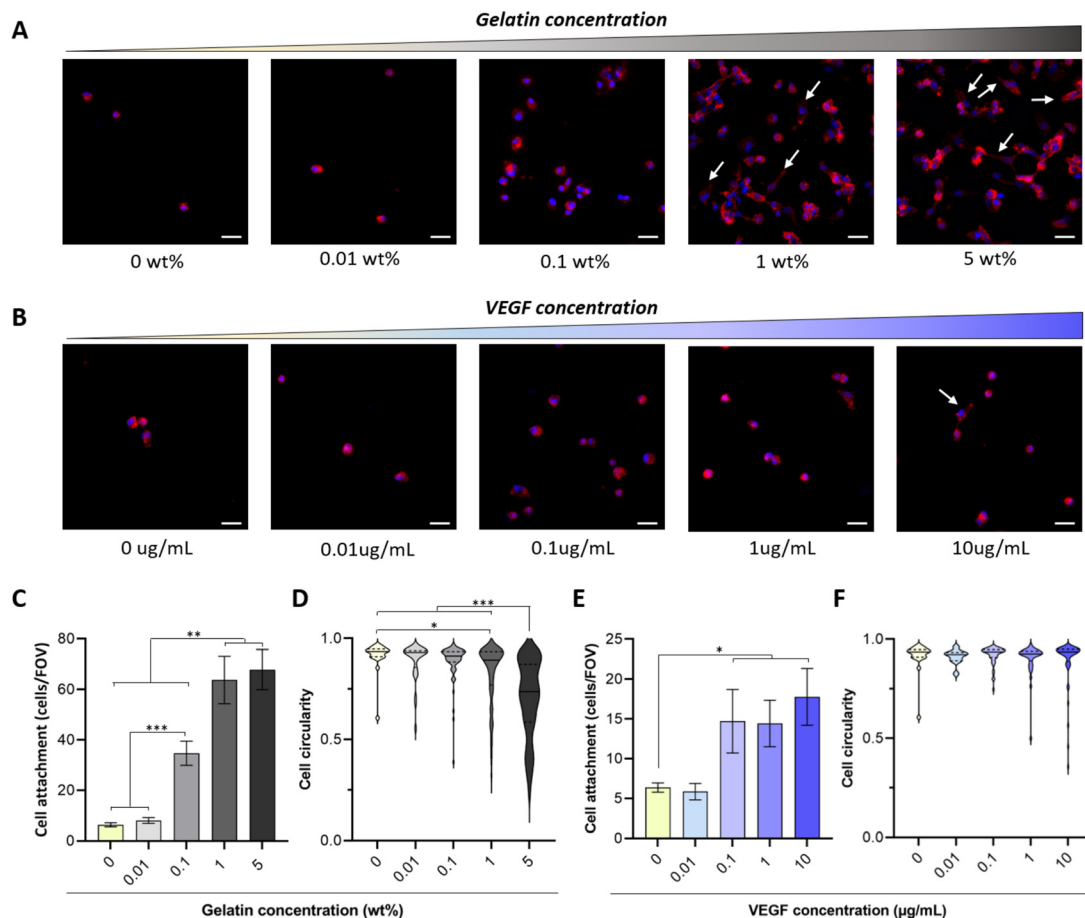 A
Gelatin concentration
0 wt%
0.01 wt%
0.1 wt%
1 wt%
5 wt%
B
VEGF concentration
0 ug/mL
0.01ug/mL
0.1ug/mL
1ug/mL
10ug/mL
C
Cell attachment (cells/FOV)
80
60
40
20
0
**
***
0
0.01
0.1
1
5
D
Cell circularity
1.0
0.5
0.0
***
*
0
0.01
0.1
1
5
Gelatin concentration (wt%)
E
Cell attachment (cells/FOV)
25
20
15
10
5
0
*
0
0.01
0.1
1
10
F
Cell circularity
1.0
0.5
0.0
0
0.01
0.1
1
10
VEGF concentration (µg/mL)